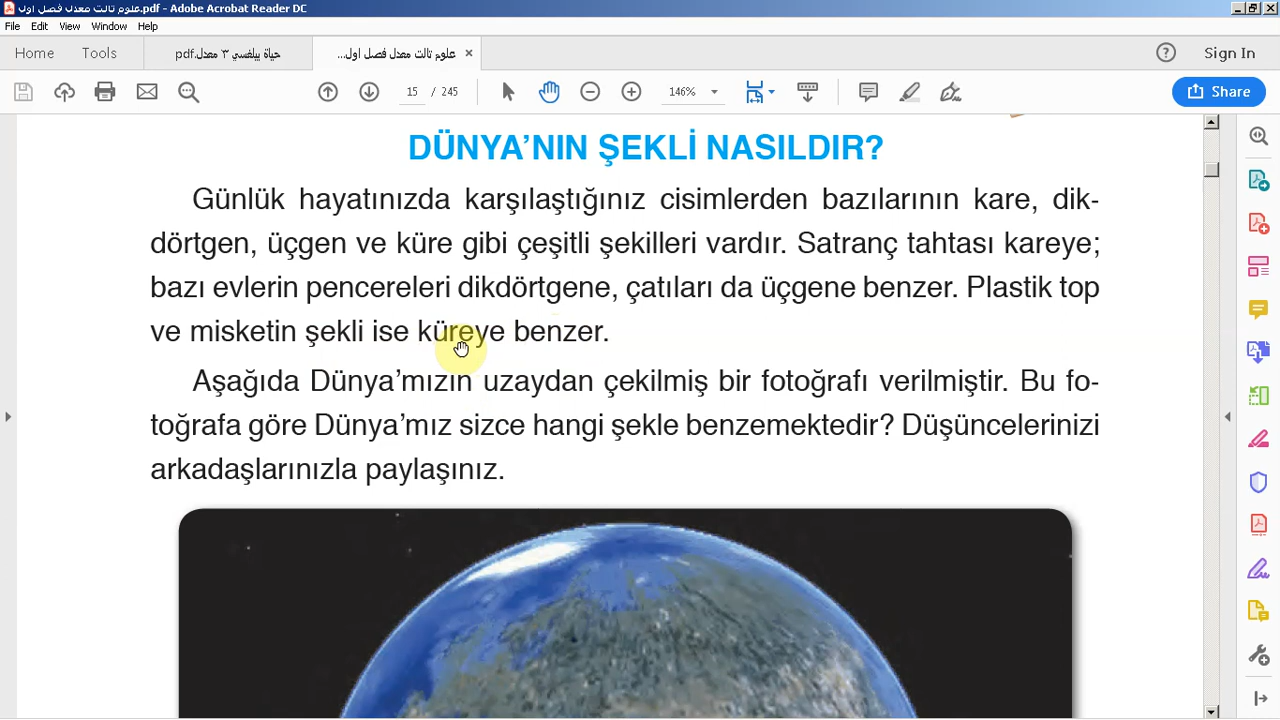 علوم تالت معدل فصل اول.pdf - Adobe Acrobat Reader DC
File Edit View Window Help
Home Tools حياة بيلغسي ٣ معدل.pdf علوم تالت معدل فصل اول... × Sign In
15 / 245 146% Share
DÜNYA’NIN ŞEKLİ NASILDIR?
Günlük hayatınızda karşılaştığınız cisimlerden bazılarının kare, dik-
dörtgen, üçgen ve küre gibi çeşitli şekilleri vardır. Satranç tahtası kareye;
bazı evlerin pencereleri dikdörtgene, çatıları da üçgene benzer. Plastik top
ve misketin şekli ise küreye benzer.
Aşağıda Dünya’mızın uzaydan çekilmiş bir fotoğrafı verilmiştir. Bu fo-
toğrafa göre Dünya’mız sizce hangi şekle benzemektedir? Düşüncelerinizi
arkadaşlarınızla paylaşınız.